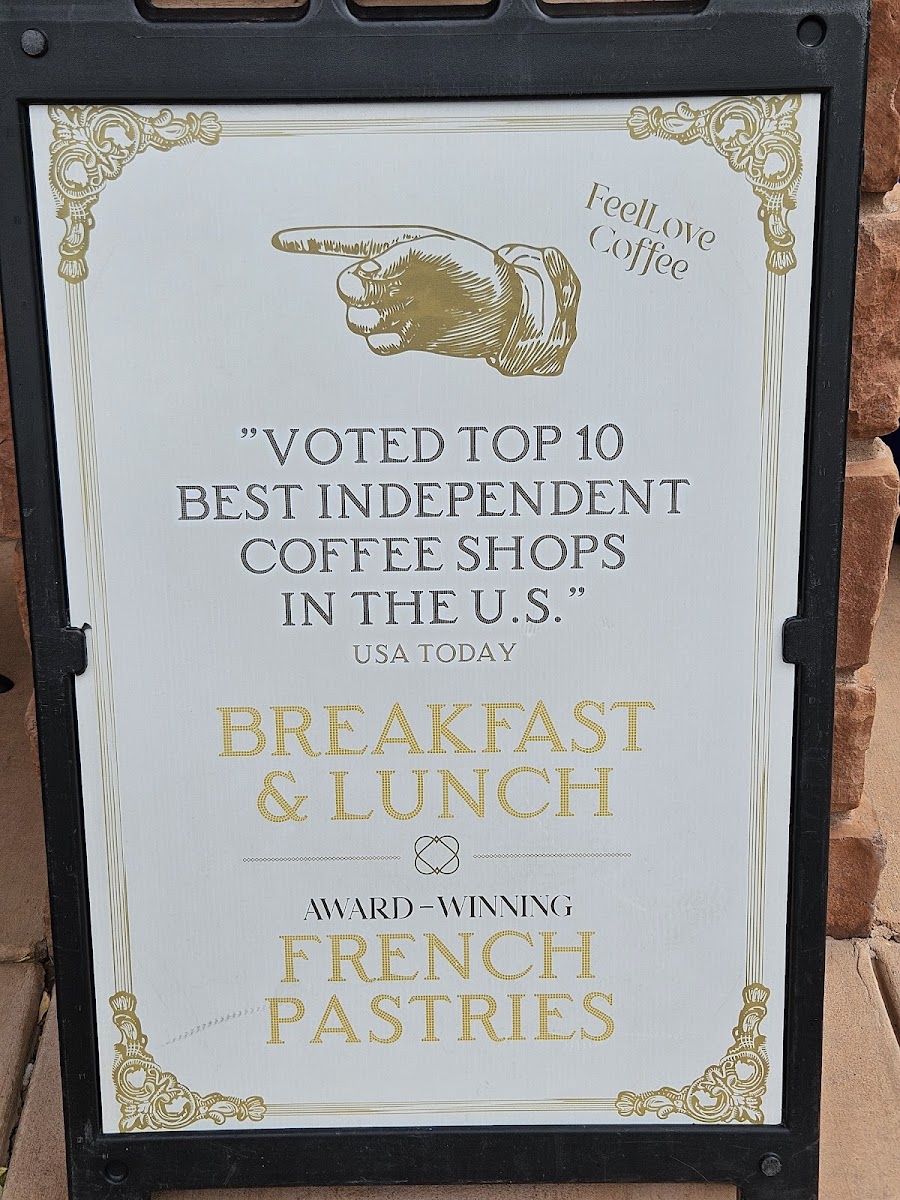 FeelLove
Coffee
"VOTED TOP 10
BEST INDEPENDENT
COFFEE SHOPS
IN THE U.S."
USA TODAY
BREAKFAST
& LUNCH
AWARD-WINNING
FRENCH
PASTRIES